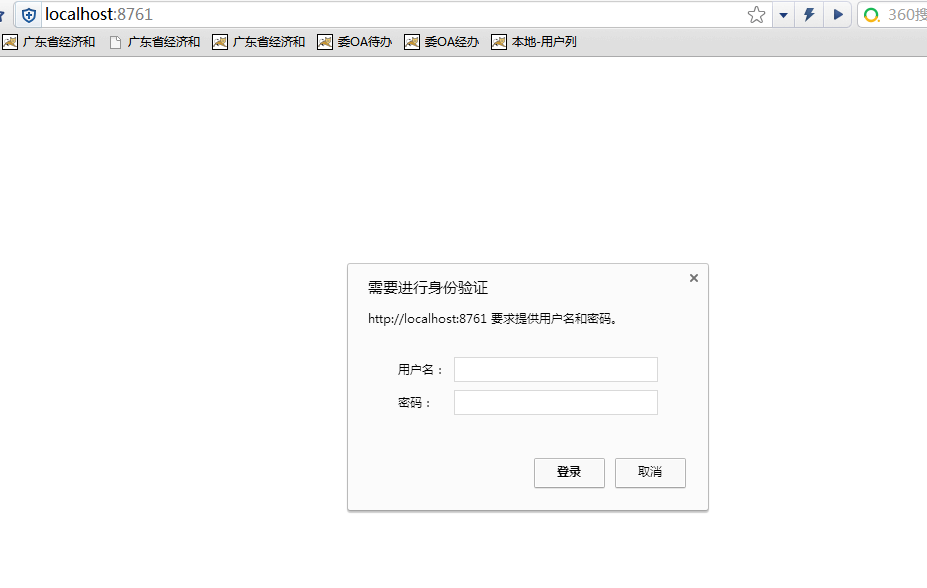 localhost:8761
360搜
广东省经济和 广东省经济和 广东省经济和 委OA待办 委OA经办 本地-用户列
需要进行身份验证
http://localhost:8761 要求提供用户名和密码。
用户名：
密码：
登录 取消